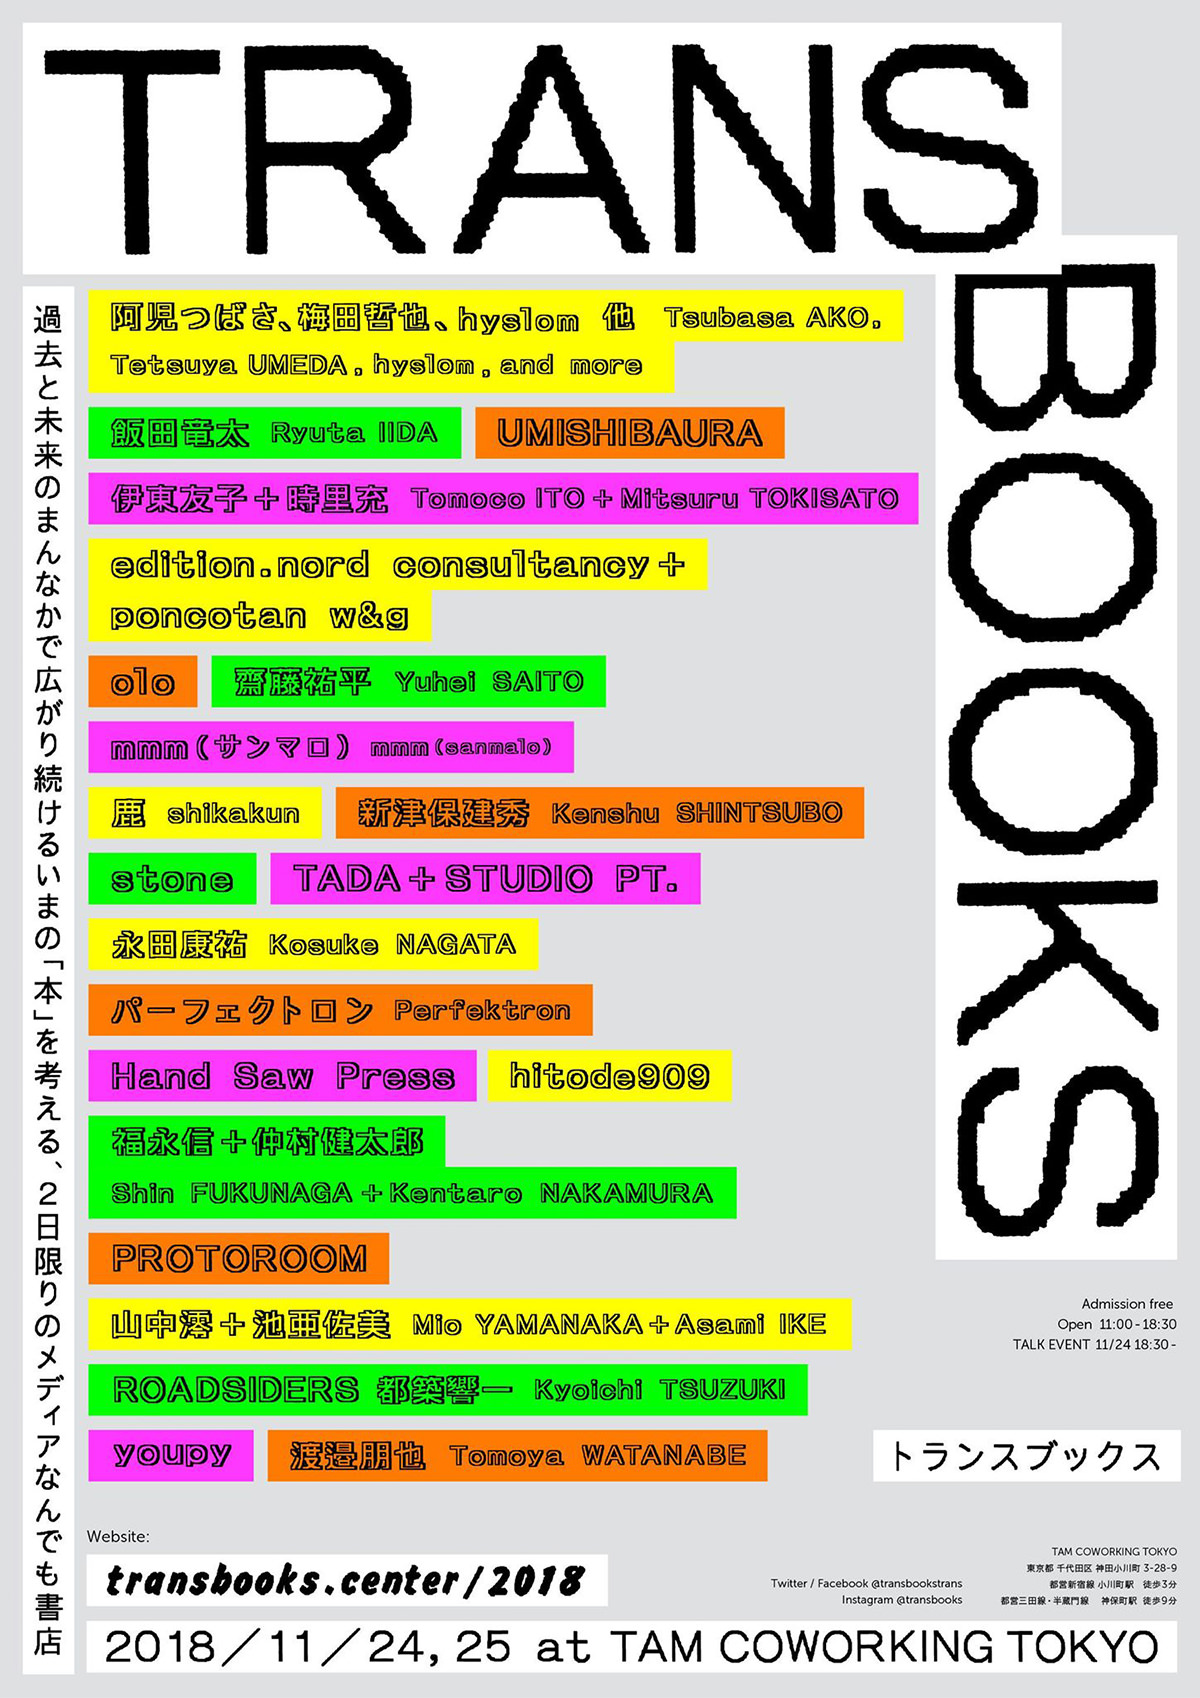 TRANS
BOOKS
過去と未来のまんなかで広がり続けるいまの「本」を考える、2日限りのメディアなんでも書店
阿児つばさ、梅田哲也、hyslom 他 Tsubasa AKO,
Tetsuya UMEDA, hyslom, and more
飯田竜太 Ryuta IIDA
UMISHIBAURA
伊東友子＋時里充 Tomoco ITO＋Mitsuru TOKISATO
edition.nord consultancy＋
poncotan w&g
olo
齋藤祐平 Yuhei SAITO
mmm（サンマロ） mmm（sanmalo）
鹿 shikakun
新津保建秀 Kenshu SHINTSUBO
stone
TADA＋STUDIO PT.
永田康祐 Kosuke NAGATA
パーフェクトロン Perfektron
Hand Saw Press
hitode909
福永信＋仲村健太郎
Shin FUKUNAGA＋Kentaro NAKAMURA
PROTOROOM
山中澪＋池亜佐美 Mio YAMANAKA＋Asami IKE
ROADSIDERS 都築響一 Kyoichi TSUZUKI
youpy
渡邉朋也 Tomoya WATANABE
Admission free
Open 11:00-18:30
TALK EVENT 11/24 18:30-
トランスブックス
Website:
transbooks.center/2018
Twitter / Facebook @transbookstrans
Instagram @transbooks
TAM COWORKING TOKYO
東京都 千代田区 神田小川町 3-28-9
都営新宿線 小川町駅 徒歩3分
都営三田線・半蔵門線 神保町駅 徒歩9分
2018／11／24, 25 at TAM COWORKING TOKYO